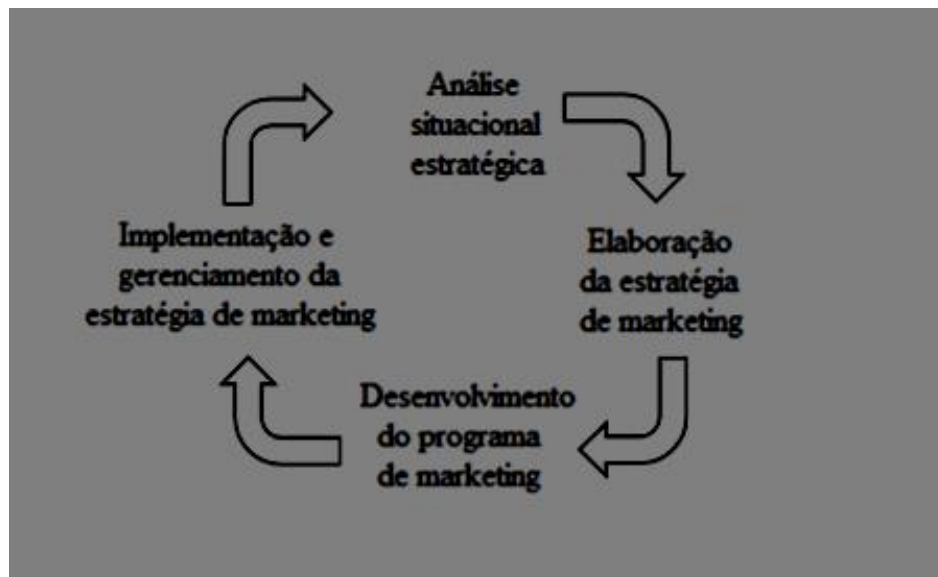 Análise
situacional
estratégica
Elaboração
da estratégia
de marketing
Desenvolvimento
do programa
de marketing
Implementação e
gerenciamento da
estratégia de marketing